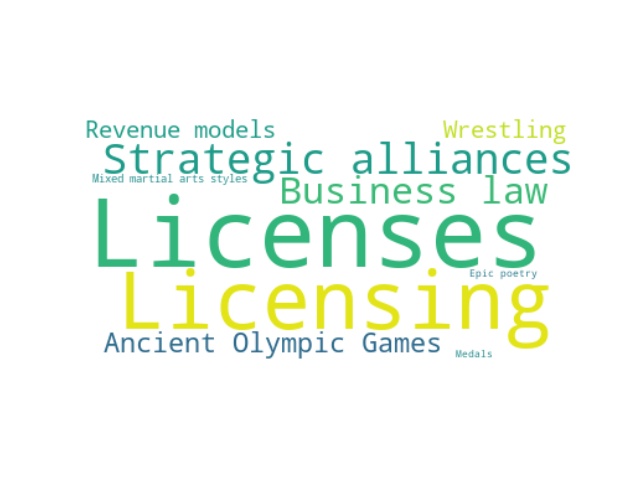 Revenue models
Wrestling
Strategic alliances
Mixed martial arts styles
Business law
Licenses
Epic poetry
Licensing
Ancient Olympic Games
Medals